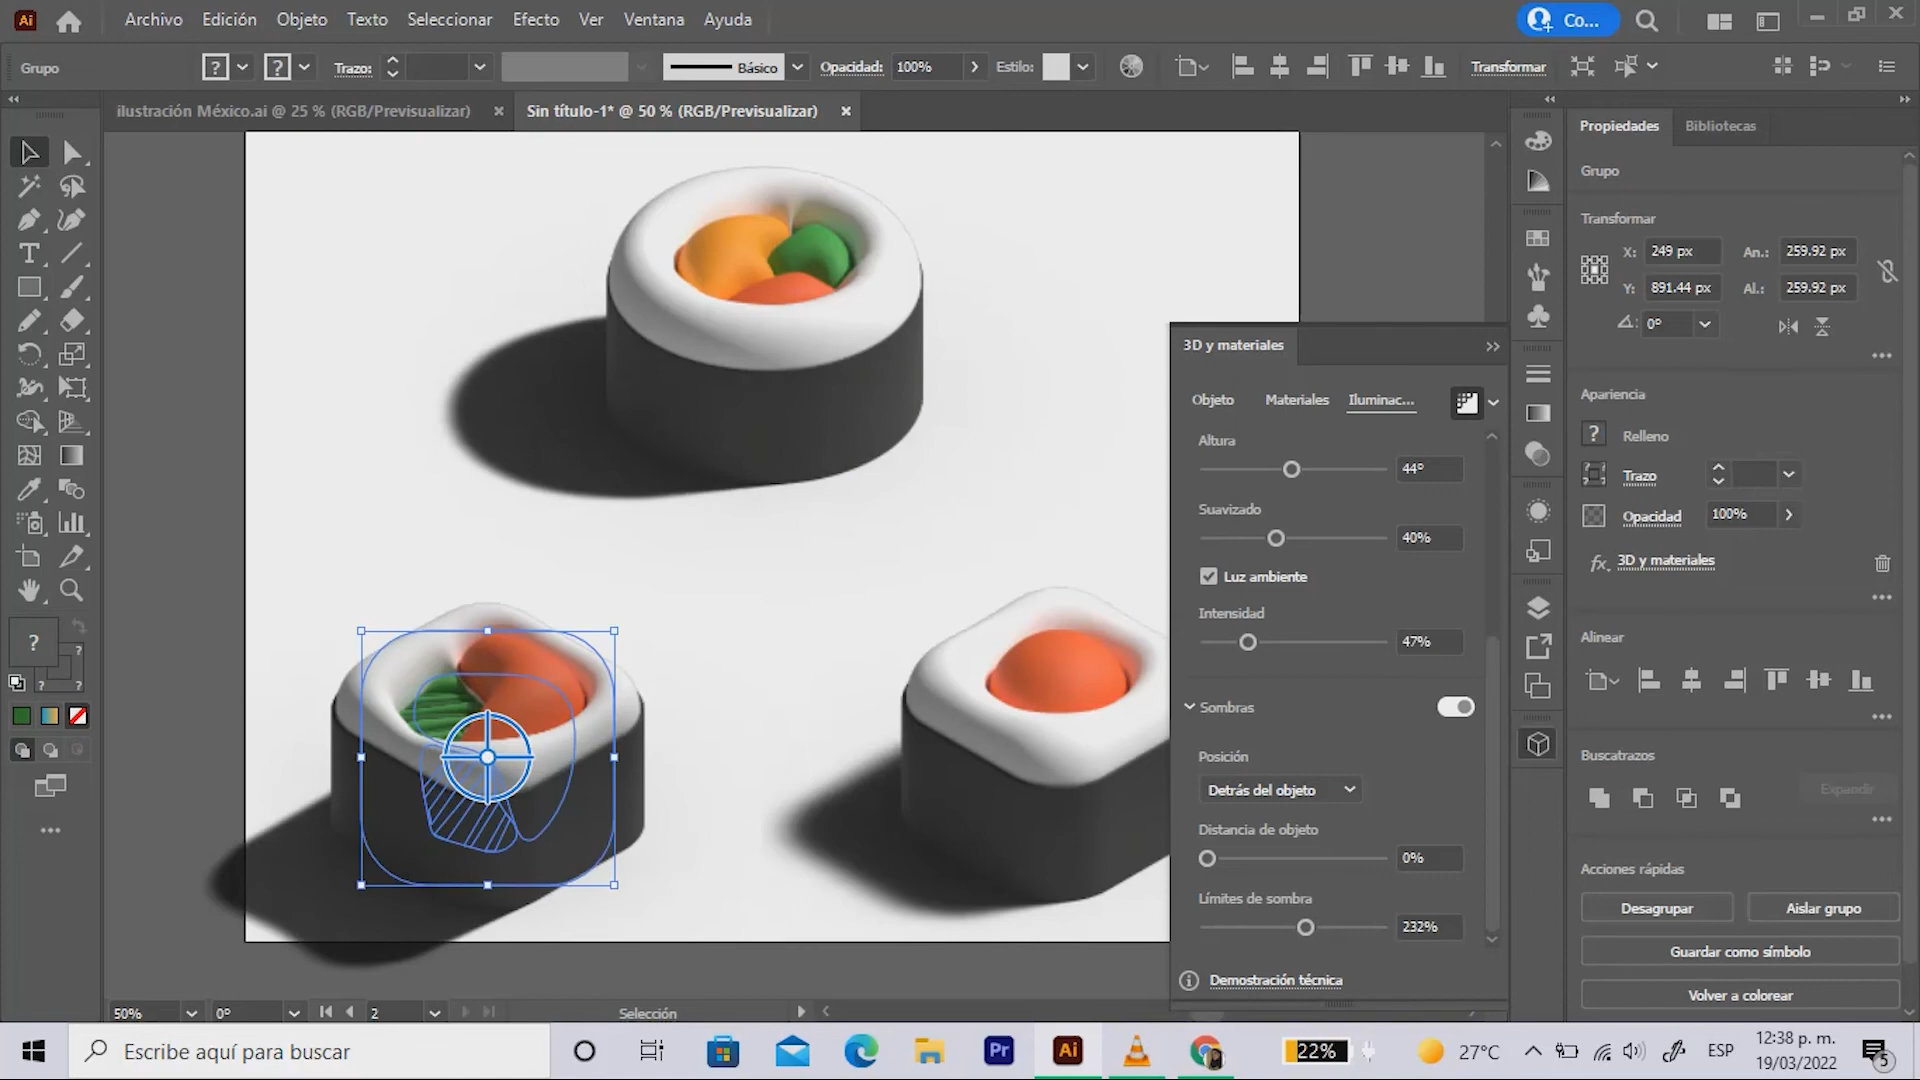 Ai Archivo Edición Objeto Texto Seleccionar Efecto Ver Ventana Ayuda Co...
Grupo ? ? Trazo: Básico Opacidad: 100% Estilo: Transformar
ilustración México.ai @ 25 % (RGB/Previsualizar) × Sin título-1* @ 50 % (RGB/Previsualizar) ×
Propiedades Bibliotecas
Grupo
Transformar
X: 249 px An.: 259.92 px
Y: 891.44 px Al.: 259.92 px
0°
Apariencia
? Relleno
Trazo
Opacidad 100%
fx. 3D y materiales
Alinear
Buscatrazos
Expandir
Acciones rápidas
Desagrupar Aislar grupo
Guardar como símbolo
Volver a colorear
3D y materiales
Objeto Materiales Iluminac...
Altura
44°
Suavizado
40%
Luz ambiente
Intensidad
47%
Sombras
Posición
Detrás del objeto
Distancia de objeto
0%
Límites de sombra
232%
Demostración técnica
50% 0° 2 Selección
Escribe aquí para buscar Pr Ai 22% 27°C ESP 12:38 p. m.
19/03/2022 5